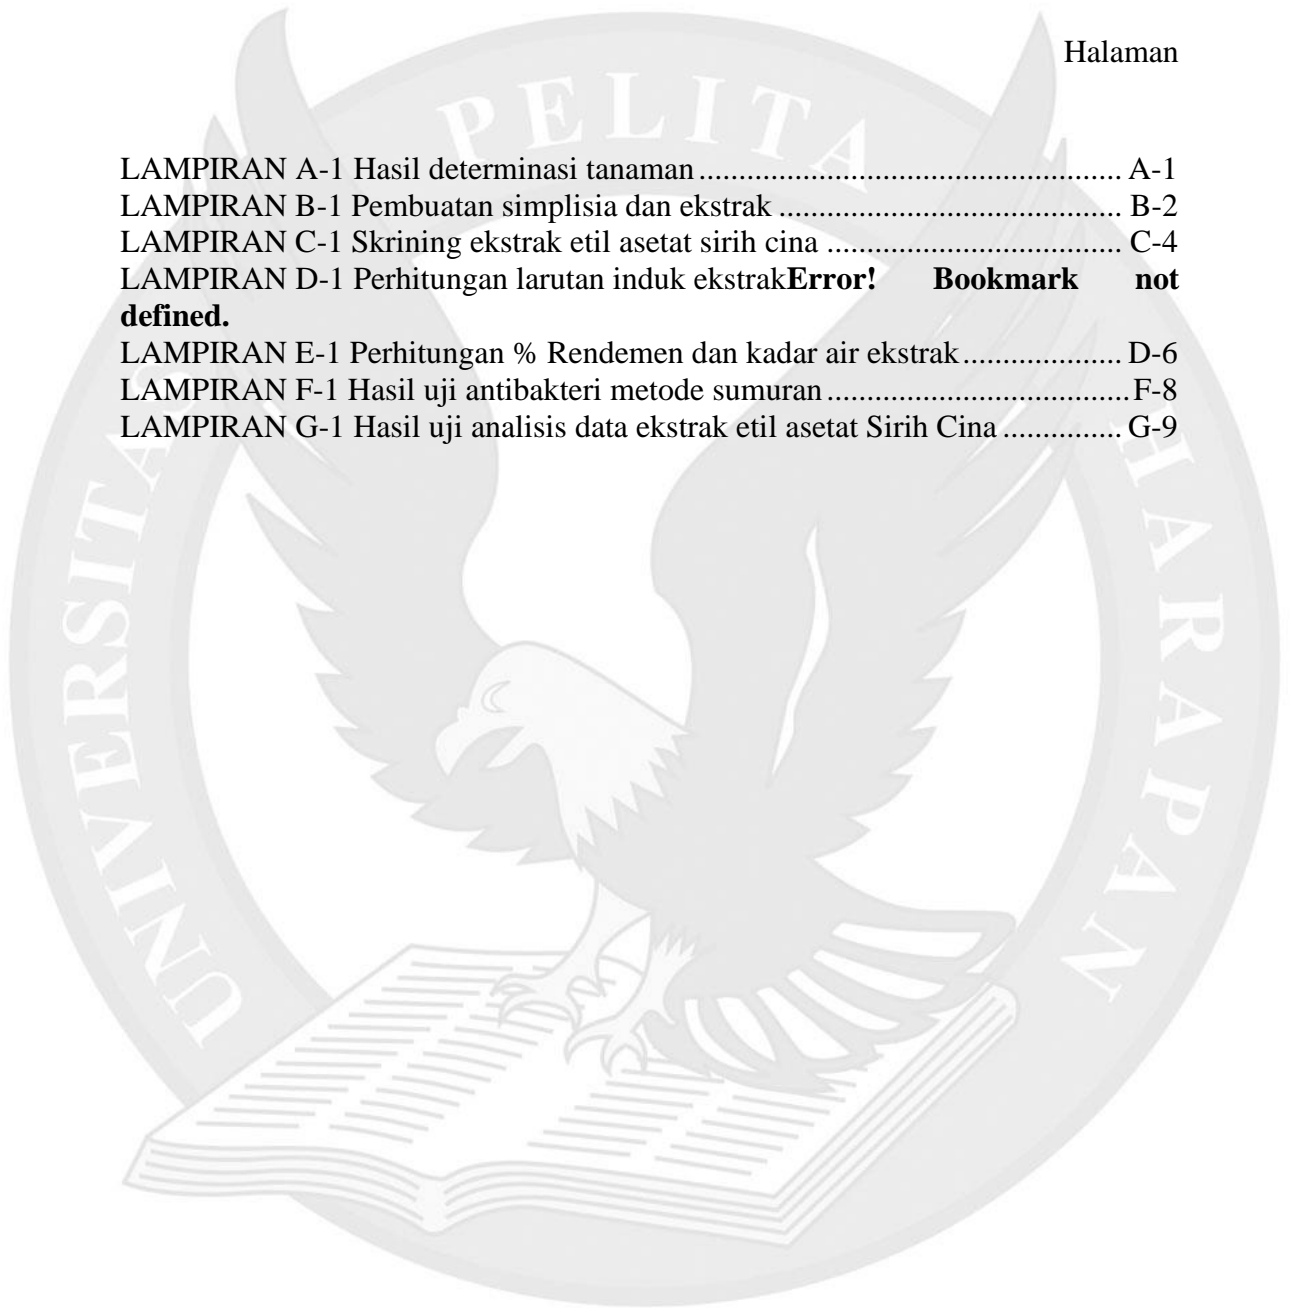 Halaman
PELITA
LAMPIRAN A-1 Hasil determinasi tanaman ............................................. A-1
LAMPIRAN B-1 Pembuatan simplisia dan ekstrak .................................... B-2
LAMPIRAN C-1 Skrining ekstrak etil asetat sirih cina ............................... C-4
LAMPIRAN D-1 Perhitungan larutan induk ekstrakError! Bookmark not
defined.
LAMPIRAN E-1 Perhitungan % Rendemen dan kadar air ekstrak .................... D-6
LAMPIRAN F-1 Hasil uji antibakteri metode sumuran ................................ F-8
LAMPIRAN G-1 Hasil uji analisis data ekstrak etil asetat Sirih Cina ............... G-9
UNIVERSITAS
HARAPAN